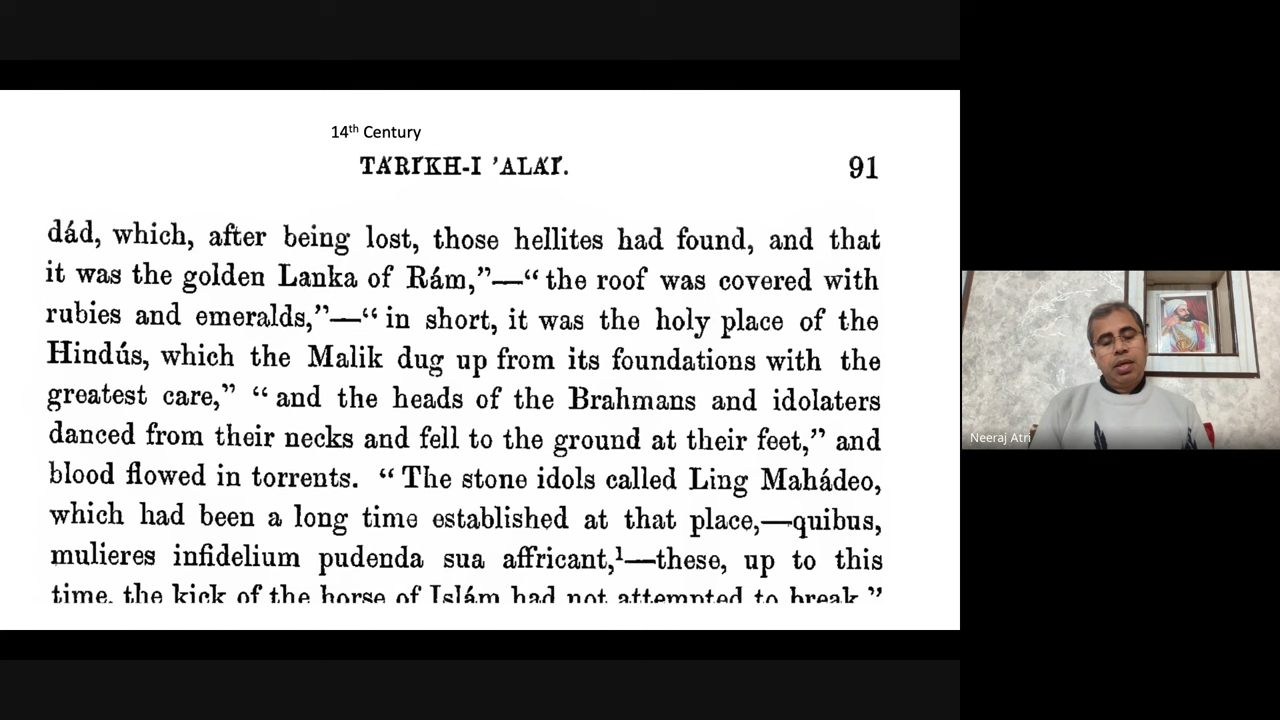 14th Century
TÁRÍKH-I 'ALÁÍ. 91
dád, which, after being lost, those hellites had found, and that
it was the golden Lanka of Rám,”—“ the roof was covered with
rubies and emeralds,”—“ in short, it was the holy place of the
Hindús, which the Malik dug up from its foundations with the
greatest care,” “ and the heads of the Brahmans and idolaters
danced from their necks and fell to the ground at their feet,” and
blood flowed in torrents. “ The stone idols called Ling Mahádeo,
which had been a long time established at that place,—quibus,
mulieres infidelium pudenda sua affricant,¹—these, up to this
time, the kick of the horse of Islám had not attempted to break.”
Neeraj Atri